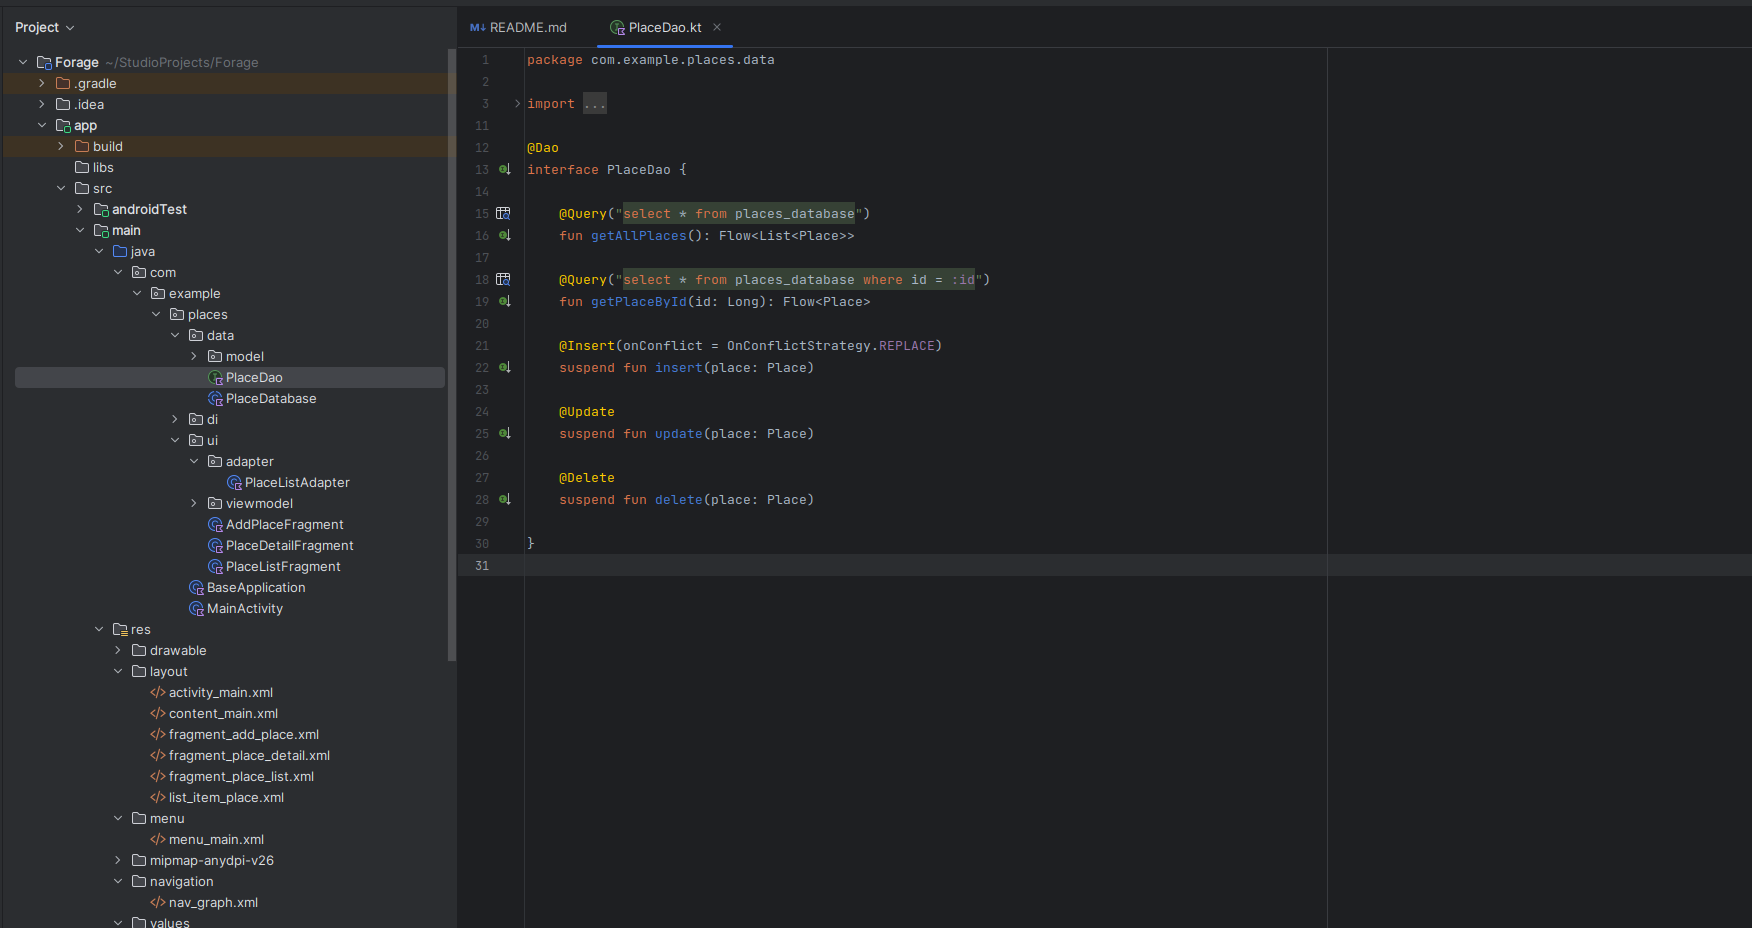 Project
Forage ~/StudioProjects/Forage
.gradle
.idea
app
build
libs
src
androidTest
main
java
com
example
places
data
model
PlaceDao
PlaceDatabase
di
ui
adapter
PlaceListAdapter
viewmodel
AddPlaceFragment
PlaceDetailFragment
PlaceListFragment
BaseApplication
MainActivity
res
drawable
layout
activity_main.xml
content_main.xml
fragment_add_place.xml
fragment_place_detail.xml
fragment_place_list.xml
list_item_place.xml
menu
menu_main.xml
mipmap-anydpi-v26
navigation
nav_graph.xml
values
M↓ README.md
PlaceDao.kt
1 package com.example.places.data
2
3 import ...
11
12 @Dao
13 interface PlaceDao {
14
15 @Query("select * from places_database")
16 fun getAllPlaces(): Flow<List<Place>>
17
18 @Query("select * from places_database where id = :id")
19 fun getPlaceById(id: Long): Flow<Place>
20
21 @Insert(onConflict = OnConflictStrategy.REPLACE)
22 suspend fun insert(place: Place)
23
24 @Update
25 suspend fun update(place: Place)
26
27 @Delete
28 suspend fun delete(place: Place)
29
30 }
31